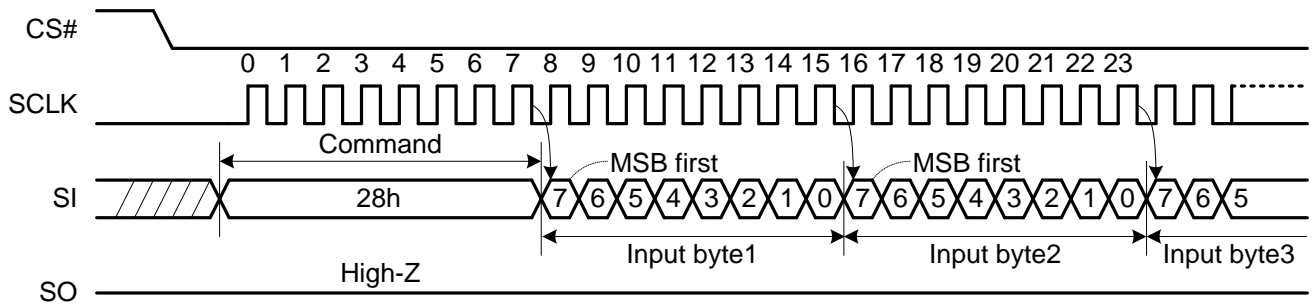 CS#
0 1 2 3 4 5 6 7 8 9 10 11 12 13 14 15 16 17 18 19 20 21 22 23
SCLK
Command
MSB first MSB first
SI 28h 7 6 5 4 3 2 1 0 7 6 5 4 3 2 1 0 7 6 5
Input byte1 Input byte2 Input byte3
High-Z
SO